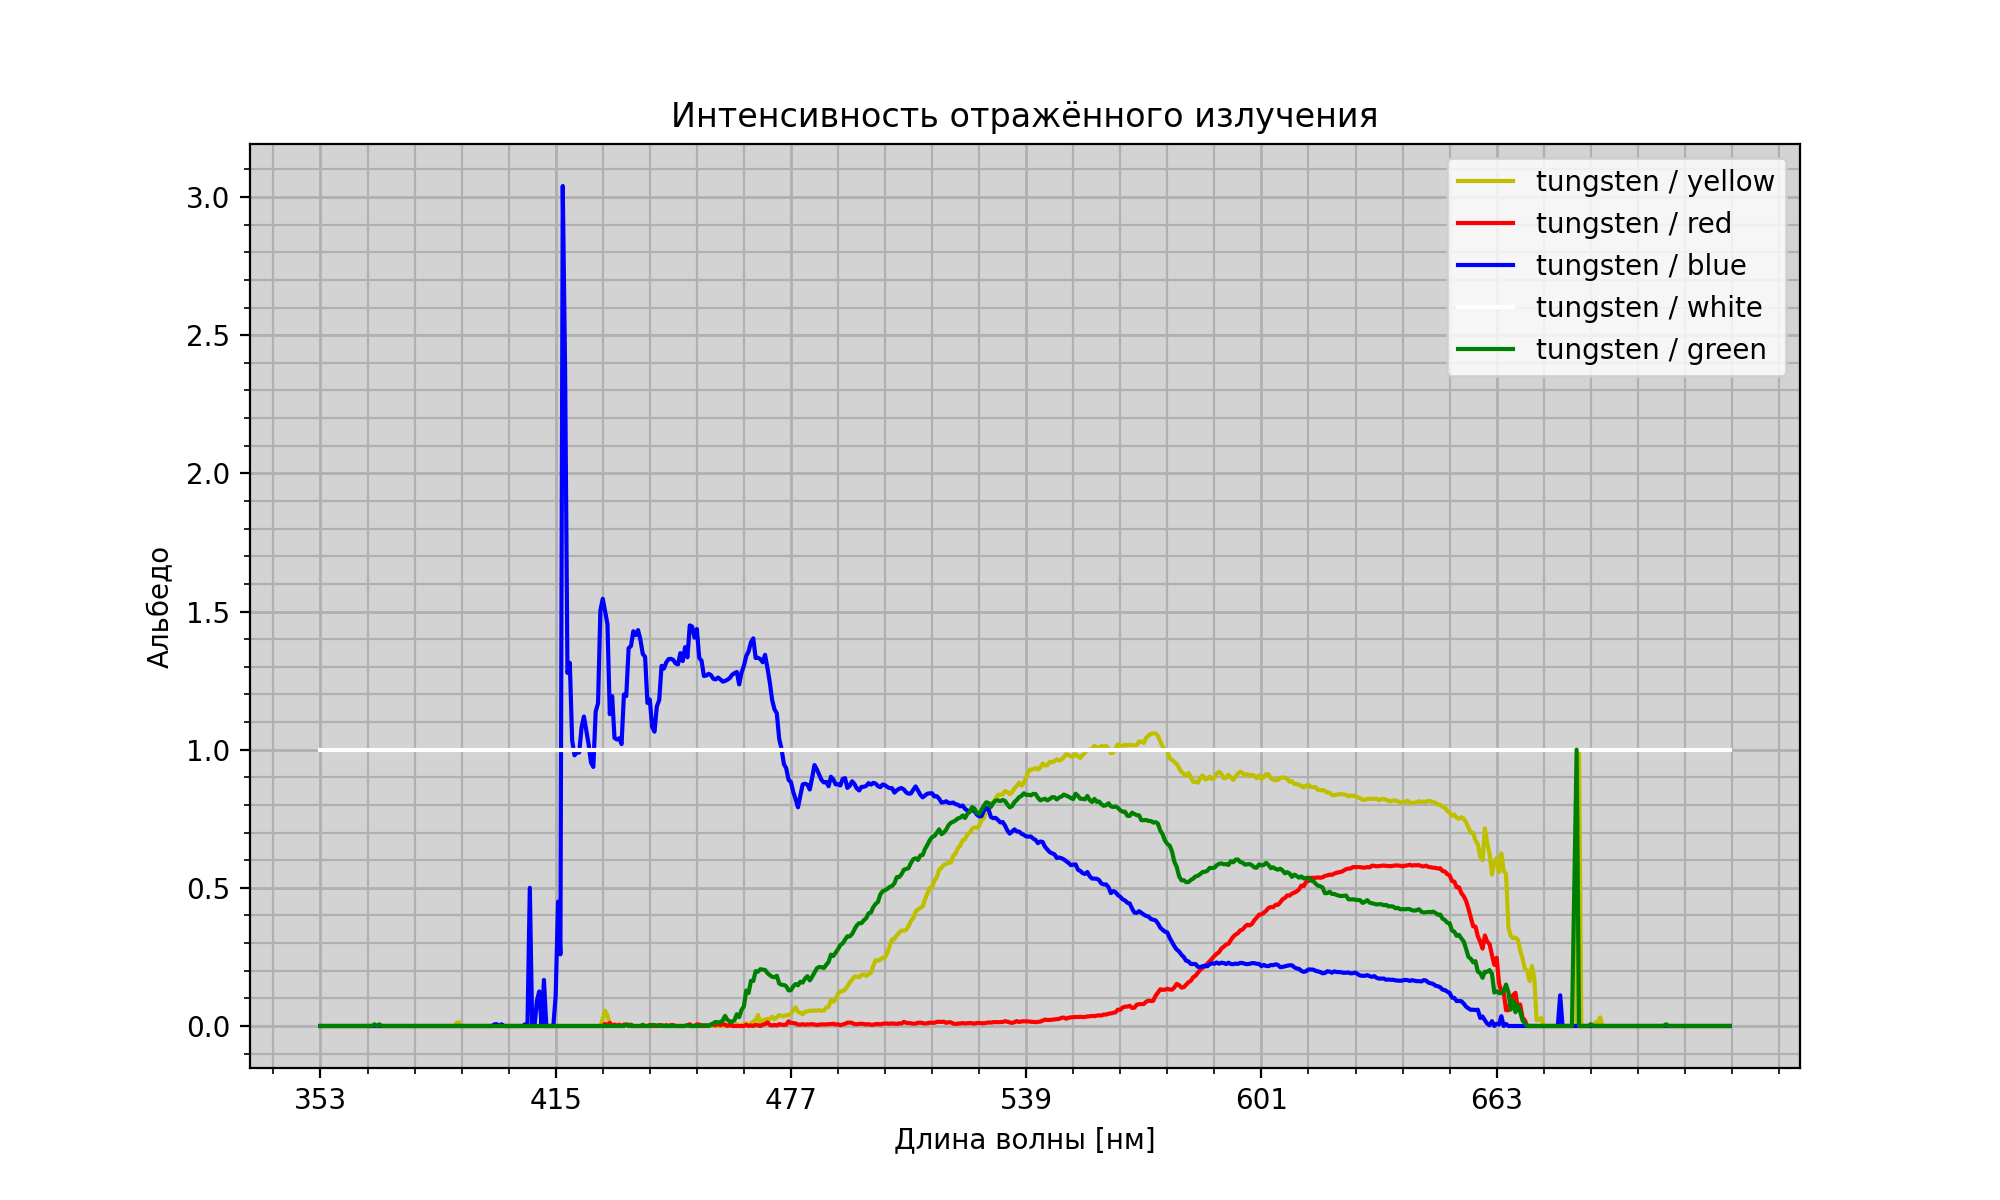 Интенсивность отражённого излучения
tungsten / yellow
tungsten / red
tungsten / blue
tungsten / white
tungsten / green
3.0
2.5
2.0
1.5
1.0
0.5
0.0
Альбедо
353 415 477 539 601 663
Длина волны [нм]